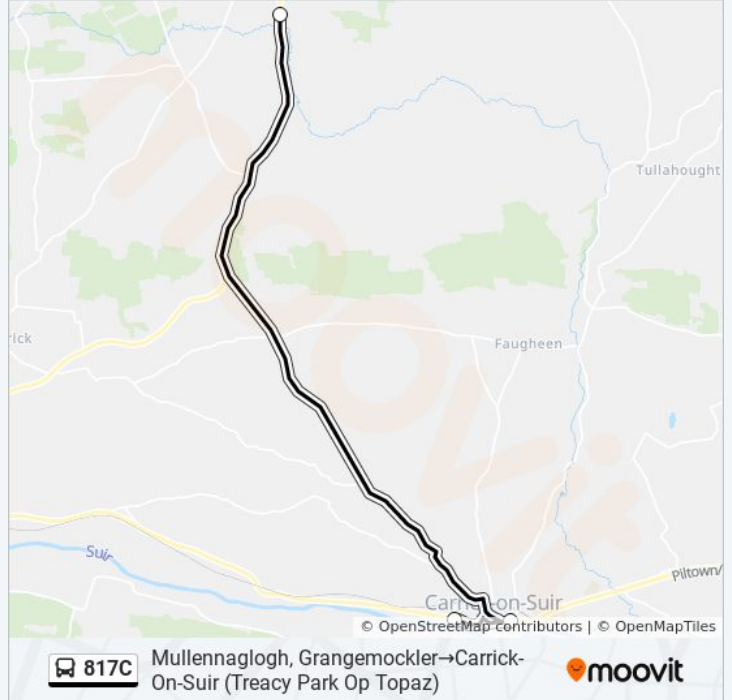 Tullahought
rick
Faugheen
Suir
Piltown/
Carrick-on-Suir
© OpenStreetMap contributors | © OpenMapTiles
817C
Mullennaglogh, Grangemockler→Carrick-
On-Suir (Treacy Park Op Topaz)
moovit
moovit